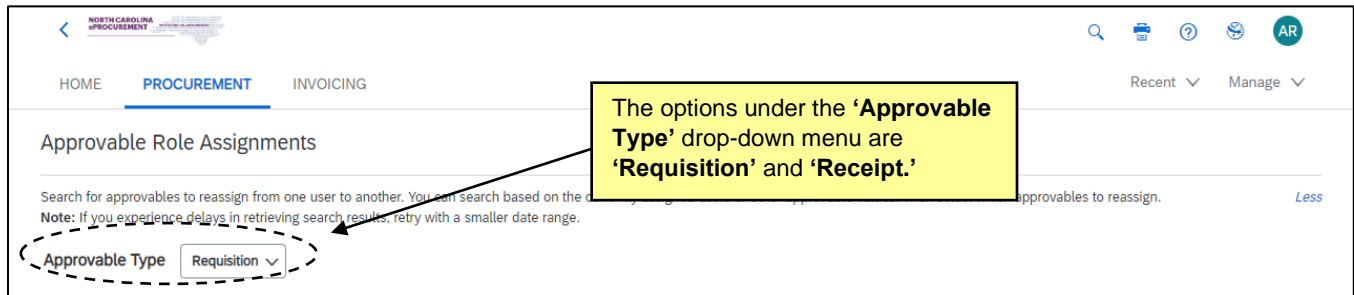 NORTH CAROLINA
ePROCUREMENT
AR
HOME PROCUREMENT INVOICING Recent Manage
The options under the ‘Approvable
Type’ drop-down menu are
‘Requisition’ and ‘Receipt.’
Approvable Role Assignments
Search for approvables to reassign from one user to another. You can search based on the approvables to reassign. Less
Note: If you experience delays in retrieving search results, retry with a smaller date range.
Approvable Type Requisition